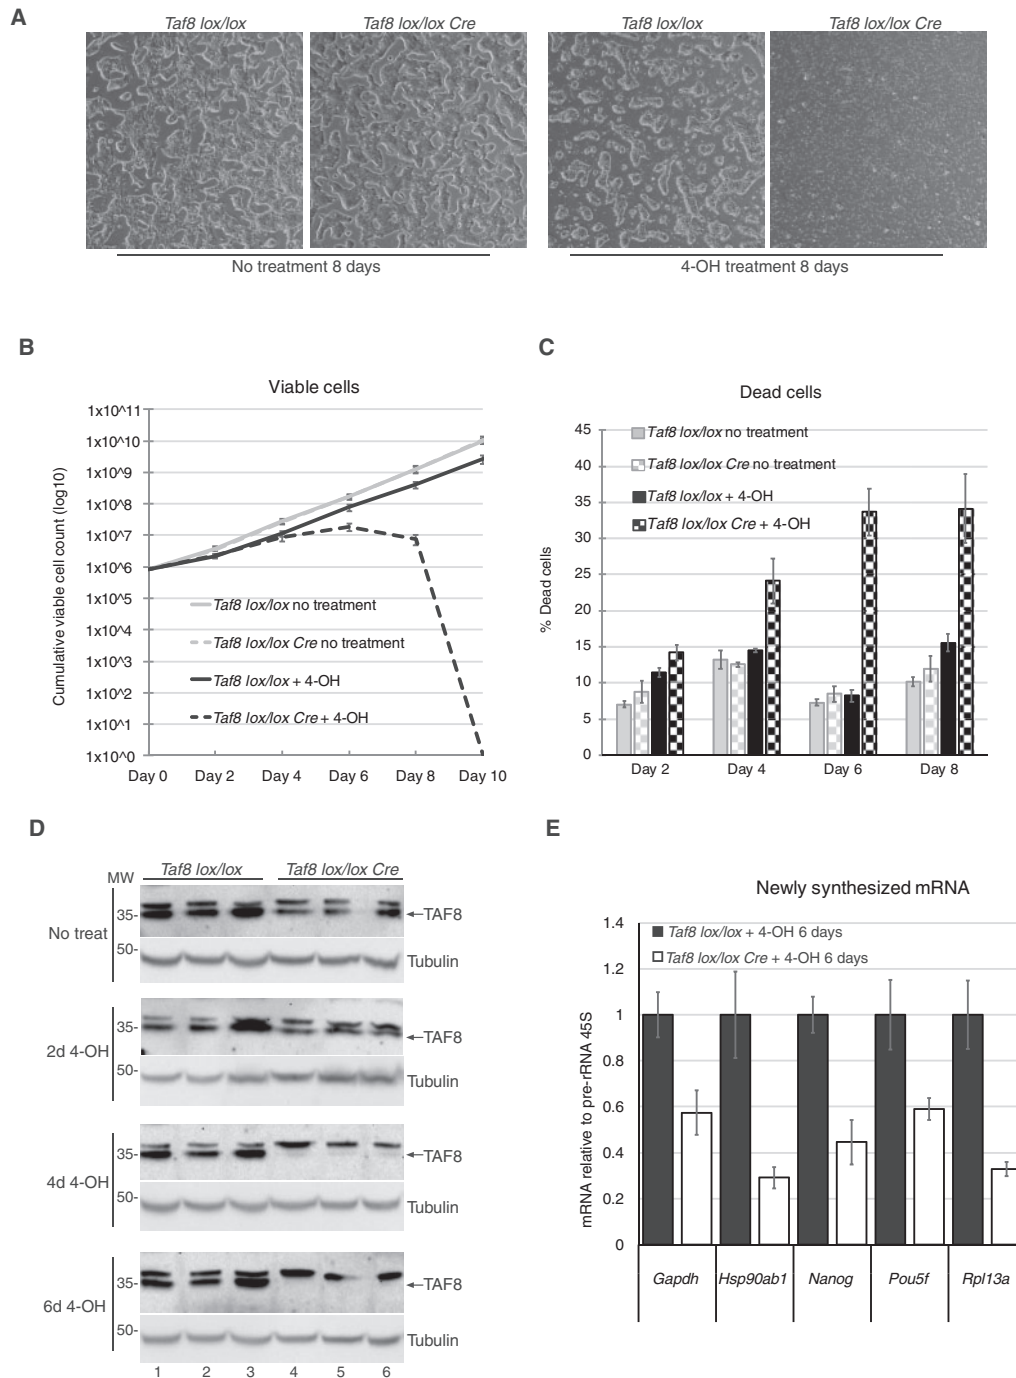 A
Taf8 lox/lox
Taf8 lox/lox Cre
Taf8 lox/lox
Taf8 lox/lox Cre
No treatment 8 days
4-OH treatment 8 days
B
Viable cells
Cumulative viable cell count (log10)
1x10^11
1x10^10
1x10^9
1x10^8
1x10^7
1x10^6
1x10^5
1x10^4
1x10^3
1x10^2
1x10^1
1x10^0
Taf8 lox/lox no treatment
Taf8 lox/lox Cre no treatment
Taf8 lox/lox + 4-OH
Taf8 lox/lox Cre + 4-OH
Day 0 Day 2 Day 4 Day 6 Day 8 Day 10
C
Dead cells
% Dead cells
45
40
35
30
25
20
15
10
5
0
Taf8 lox/lox no treatment
Taf8 lox/lox Cre no treatment
Taf8 lox/lox + 4-OH
Taf8 lox/lox Cre + 4-OH
Day 2 Day 4 Day 6 Day 8
D
Taf8 lox/lox Taf8 lox/lox Cre
MW
No treat
35-
TAF8
50-
Tubulin
2d 4-OH
35-
TAF8
50-
Tubulin
4d 4-OH
35-
TAF8
50-
Tubulin
6d 4-OH
35-
TAF8
50-
Tubulin
1 2 3 4 5 6
E
Newly synthesized mRNA
mRNA relative to pre-rRNA 45S
1.4
1.2
1
0.8
0.6
0.4
0.2
0
Taf8 lox/lox + 4-OH 6 days
Taf8 lox/lox Cre + 4-OH 6 days
Gapdh Hsp90ab1 Nanog Pou5f Rpl13a